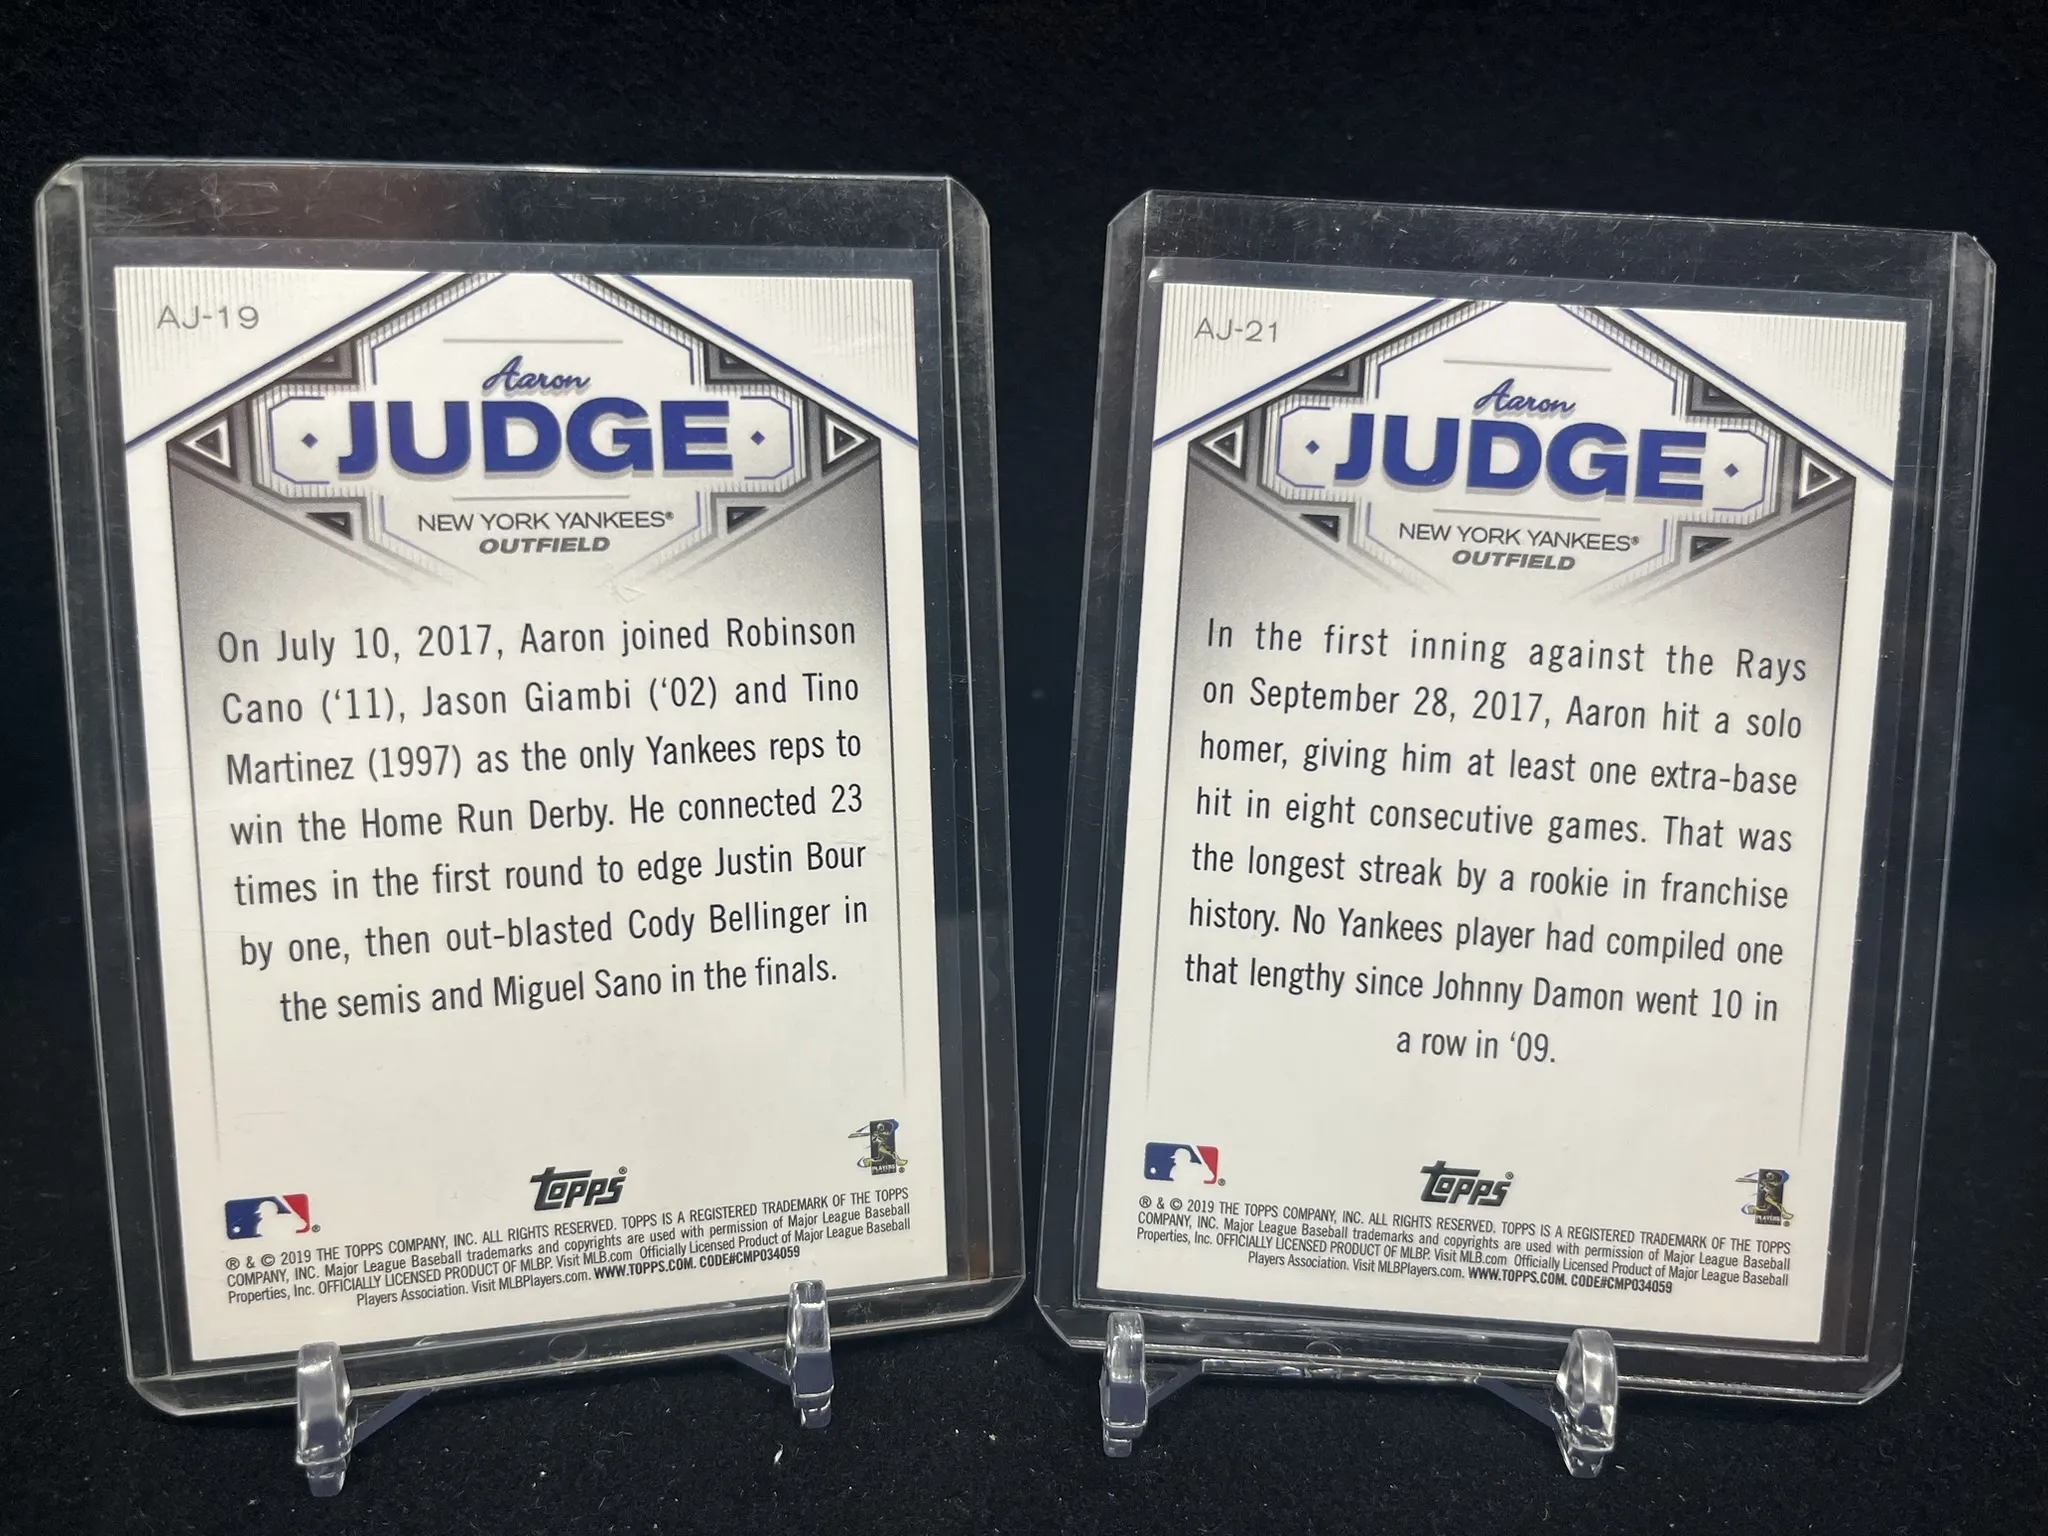 AJ-19
Aaron
JUDGE
NEW YORK YANKEES®
OUTFIELD
On July 10, 2017, Aaron joined Robinson
Cano (‘11), Jason Giambi (‘02) and Tino
Martinez (1997) as the only Yankees reps to
win the Home Run Derby. He connected 23
times in the first round to edge Justin Bour
by one, then out-blasted Cody Bellinger in
the semis and Miguel Sano in the finals.
PLAYERS
Topps®
® & © 2019 THE TOPPS COMPANY, INC. ALL RIGHTS RESERVED. TOPPS IS A REGISTERED TRADEMARK OF THE TOPPS
COMPANY, INC. Major League Baseball trademarks and copyrights are used with permission of Major League Baseball
Properties, Inc. OFFICIALLY LICENSED PRODUCT OF MLBP. Visit MLB.com Officially Licensed Product of Major League Baseball
Players Association. Visit MLBPlayers.com. WWW.TOPPS.COM. CODE#CMP034059
AJ-21
Aaron
JUDGE
NEW YORK YANKEES®
OUTFIELD
In the first inning against the Rays
on September 28, 2017, Aaron hit a solo
homer, giving him at least one extra-base
hit in eight consecutive games. That was
the longest streak by a rookie in franchise
history. No Yankees player had compiled one
that lengthy since Johnny Damon went 10 in
a row in ‘09.
Topps®
PLAYERS
® & © 2019 THE TOPPS COMPANY, INC. ALL RIGHTS RESERVED. TOPPS IS A REGISTERED TRADEMARK OF THE TOPPS
COMPANY, INC. Major League Baseball trademarks and copyrights are used with permission of Major League Baseball
Properties, Inc. OFFICIALLY LICENSED PRODUCT OF MLBP. Visit MLB.com Officially Licensed Product of Major League Baseball
Players Association. Visit MLBPlayers.com. WWW.TOPPS.COM. CODE#CMP034059